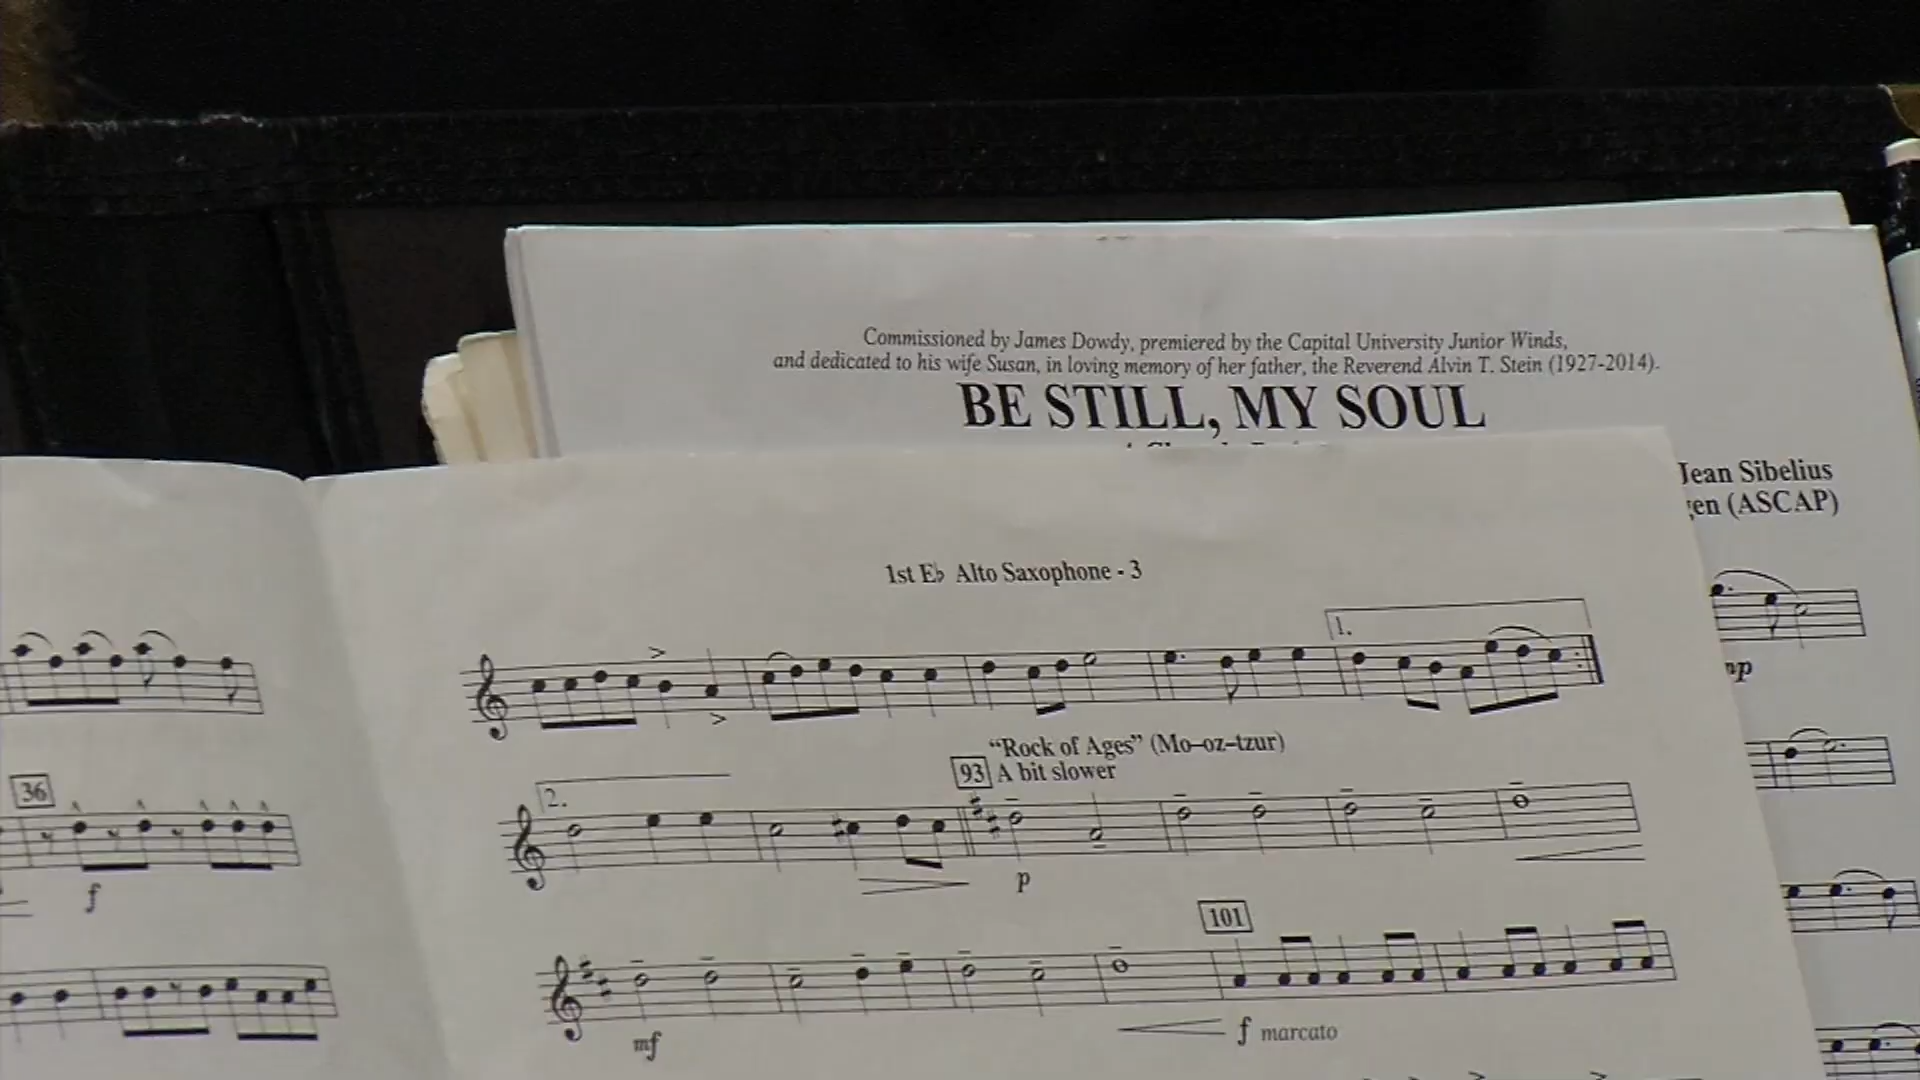 Commissioned by James Dowdy, premiered by the Capital University Junior Winds,
and dedicated to his wife Susan, in loving memory of her father, the Reverend Alvin T. Stein (1927-2014).
BE STILL, MY SOUL
Jean Sibelius
(ASCAP)
1st E♭ Alto Saxophone - 3
1.
mp
"Rock of Ages" (Mo-oz-tzur)
2.
93 A bit slower
36
p
f
101
mf
f marcato